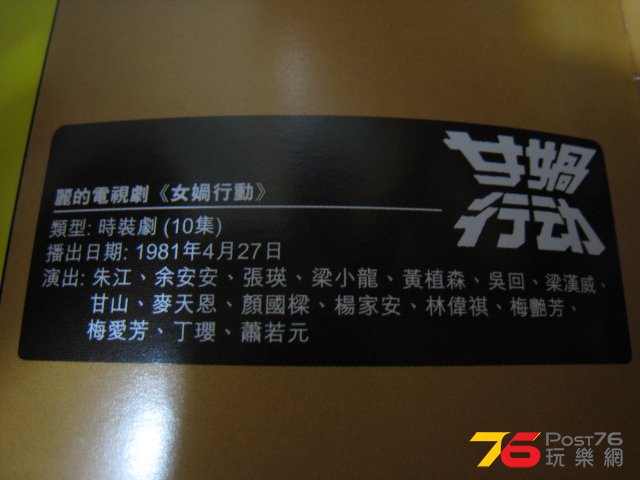 女媧
行动
麗的電視劇《女媧行動》
類型: 時裝劇 (10集)
播出日期: 1981年4月27日
演出: 朱江、余安安、張瑛、梁小龍、黃植森、吳回、梁漢威、
甘山、麥天恩、顏國樑、楊家安、林偉祺、梅艷芳、
梅愛芳、丁瓔、蕭若元
76 POST76
玩樂網